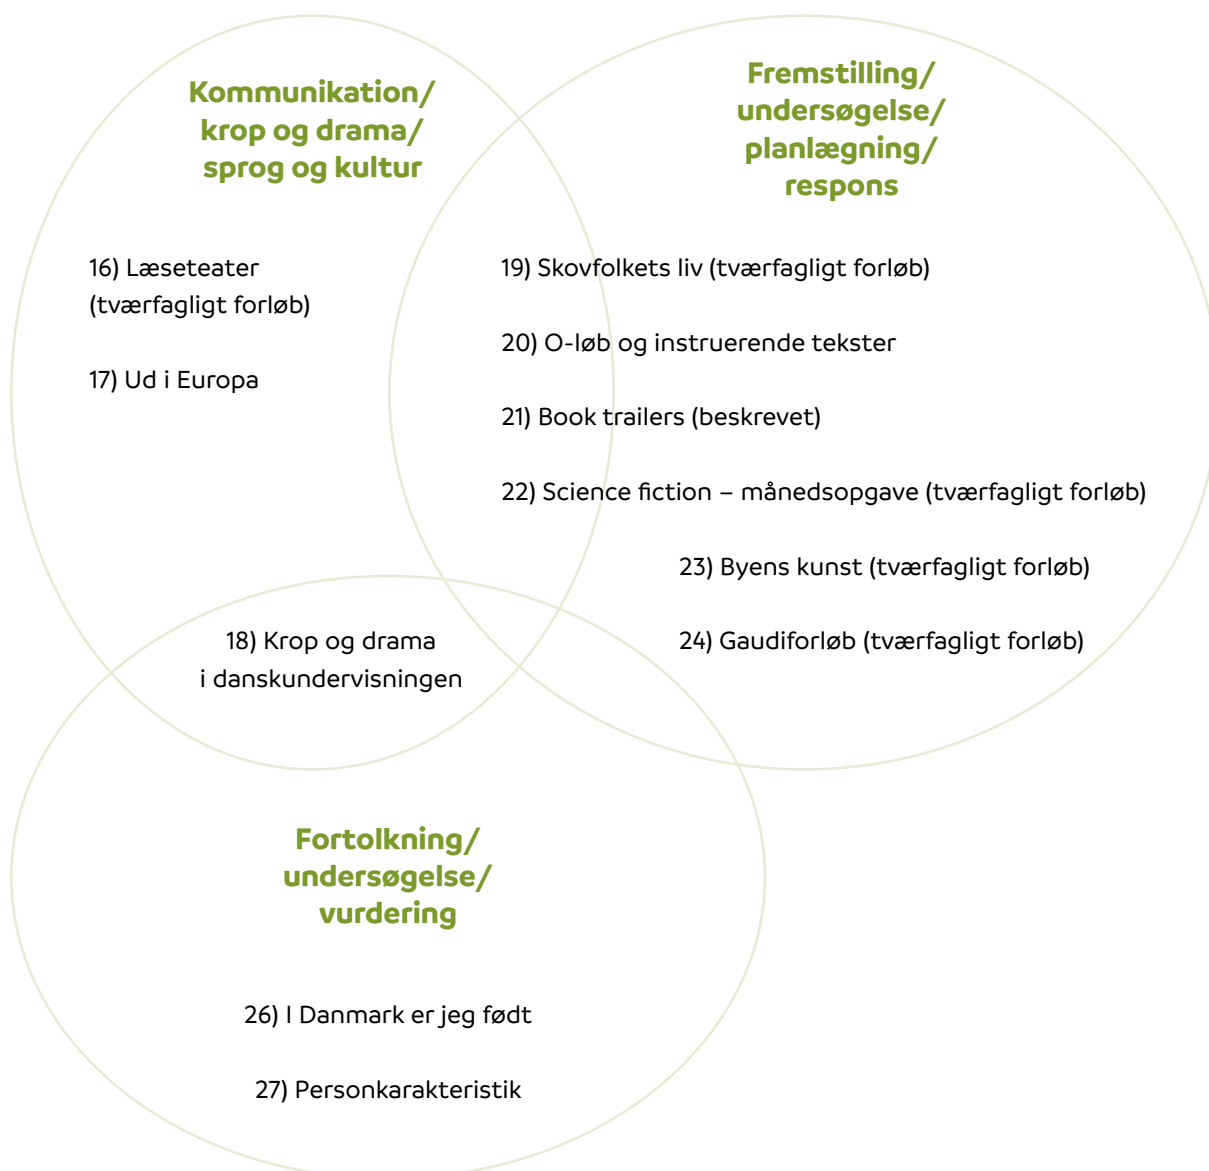 Kommunikation/
krop og drama/
sprog og kultur
16) Læseteater
(tværfagligt forløb)
17) Ud i Europa
Fremstilling/
undersøgelse/
planlægning/
respons
19) Skovfolkets liv (tværfagligt forløb)
20) O-løb og instruerende tekster
21) Book trailers (beskrevet)
22) Science fiction – månedsopgave (tværfagligt forløb)
23) Byens kunst (tværfagligt forløb)
24) Gaudiforløb (tværfagligt forløb)
18) Krop og drama
i danskundervisningen
Fortolkning/
undersøgelse/
vurdering
26) I Danmark er jeg født
27) Personkarakteristik